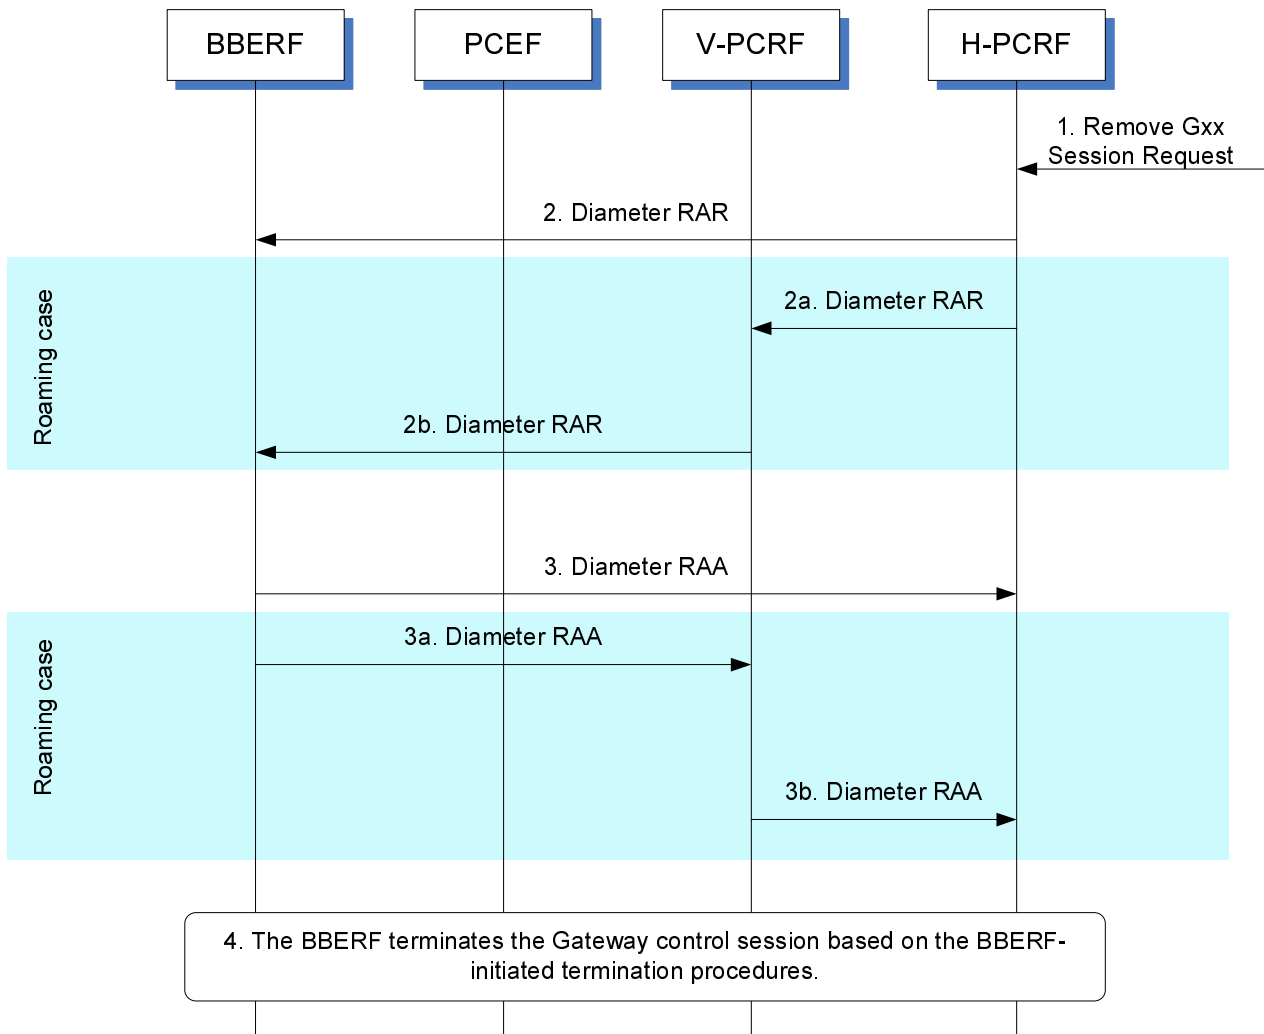 BBERF
PCEF
V-PCRF
H-PCRF
1. Remove Gxx
Session Request
2. Diameter RAR
Roaming case
2a. Diameter RAR
2b. Diameter RAR
3. Diameter RAA
Roaming case
3a. Diameter RAA
3b. Diameter RAA
4. The BBERF terminates the Gateway control session based on the BBERF-
initiated termination procedures.